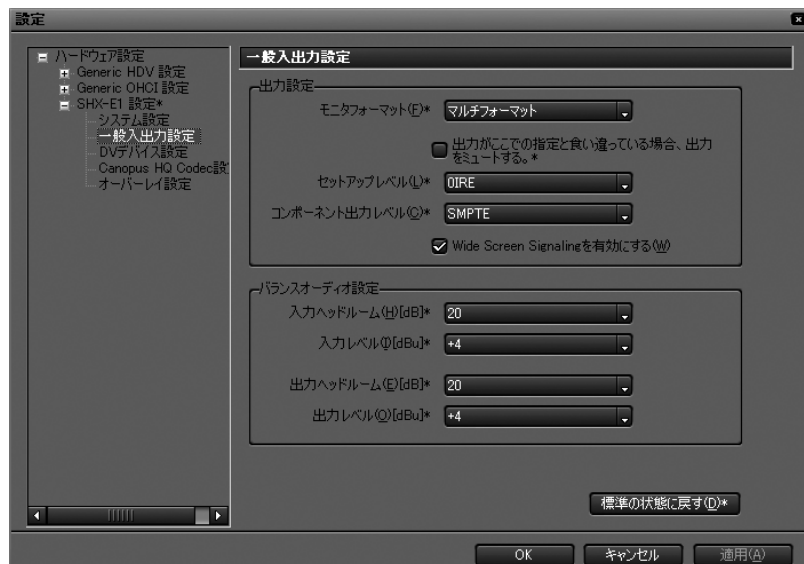 設定
ハードウェア設定
Generic HDV 設定
Generic OHCI 設定
SHX-E1 設定*
システム設定
一般入出力設定
DVデバイス設定
Canopus HQ Codec設
オーバーレイ設定
一般入出力設定
出力設定
モニタフォーマット(F)*
マルチフォーマット
出力がここでの指定と食い違っている場合、出力
をミュートする。*
セットアップレベル(L)*
0IRE
コンポーネント出力レベル(C)*
SMPTE
Wide Screen Signalingを有効にする(W)
バランスオーディオ設定
入力ヘッドルーム(H)[dB]*
20
入力レベル(I)[dBu]*
+4
出力ヘッドルーム(E)[dB]*
20
出力レベル(O)[dBu]*
+4
標準の状態に戻す(D)*
OK
キャンセル
適用(A)